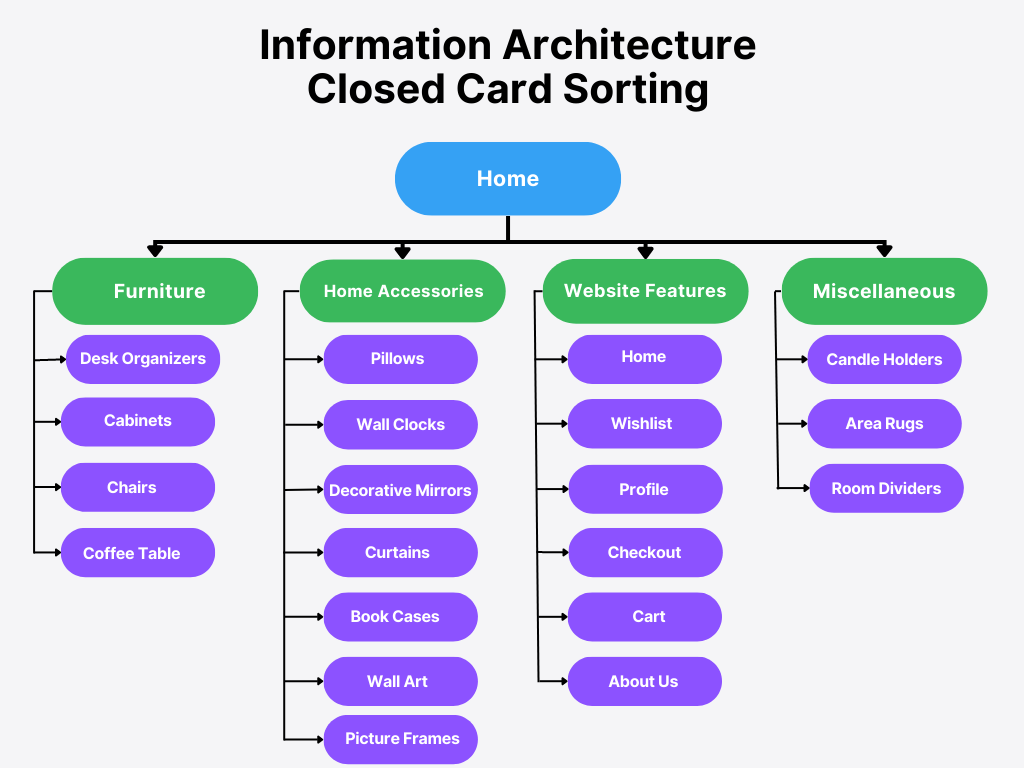 Information Architecture
Closed Card Sorting
Home
Furniture
Home Accessories
Website Features
Miscellaneous
Desk Organizers
Cabinets
Chairs
Coffee Table
Pillows
Wall Clocks
Decorative Mirrors
Curtains
Book Cases
Wall Art
Picture Frames
Home
Wishlist
Profile
Checkout
Cart
About Us
Candle Holders
Area Rugs
Room Dividers